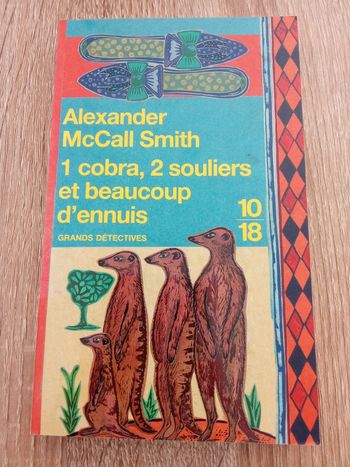 Alexander
McCall Smith
1 cobra, 2 souliers
et beaucoup
d'ennuis
10
18
GRANDS DÉTECTIVES